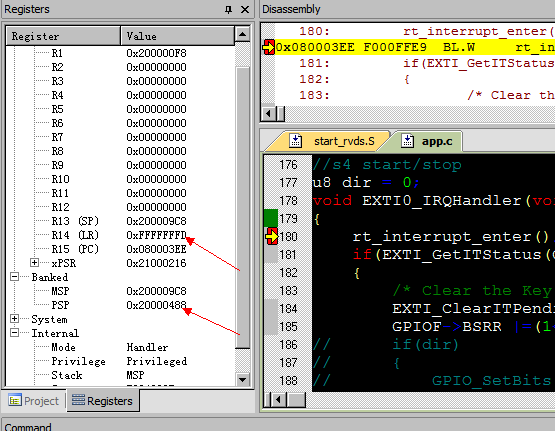 Registers
Register Value
R1 0x200000F8
R2 0x00000000
R3 0x00000000
R4 0x00000000
R5 0x00000000
R6 0x00000000
R7 0x00000000
R8 0x00000000
R9 0x00000000
R10 0x00000000
R11 0x00000000
R12 0x00000000
R13 (SP) 0x200009C8
R14 (LR) 0xFFFFFFFD
R15 (PC) 0x080003EE
xPSR 0x21000216
Banked
MSP 0x200009C8
PSP 0x20000488
System
Internal
Mode Handler
Privilege Privileged
Stack MSP
Project Registers
Command
Disassembly
180: rt_interrupt_enter(
0x080003EE F000FFE9 BL.W rt_in
181: if(EXTI_GetITStatus
182: {
183: /* Clear th
start_rvds.S app.c
176 //s4 start/stop
177 u8 dir = 0;
178 void EXTI0_IRQHandler(vo
179 {
180 rt_interrupt_enter()
181 if(EXTI_GetITStatus(
182 {
183 /* Clear the Key
184 EXTI_ClearITPend
185 GPIOF->BSRR |=(1
186 // if(dir)
187 // {
188 // GPIO_SetBits